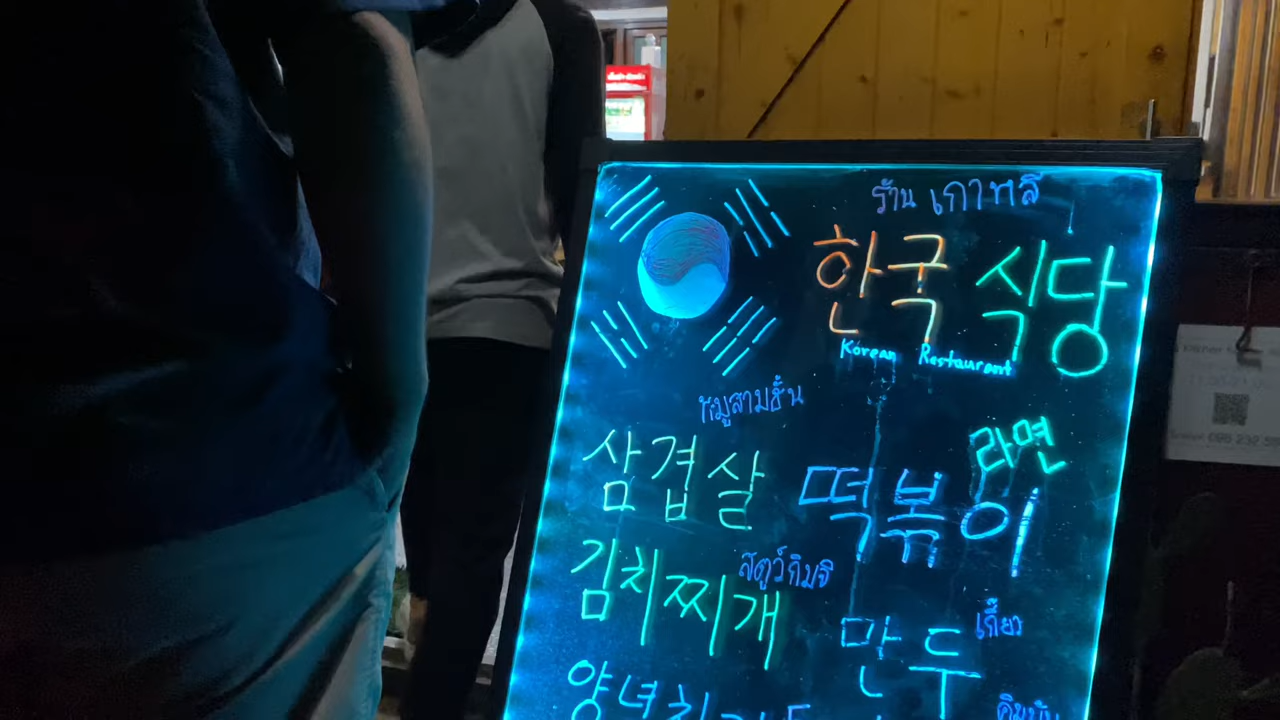 ร้าน เกาหลี
한국 식당
Korean Restaurant
หมูสามชั้น
삼겹살
라면
떡볶이
김치찌개
สตูว์กิมจิ
만두
เกี๊ยว